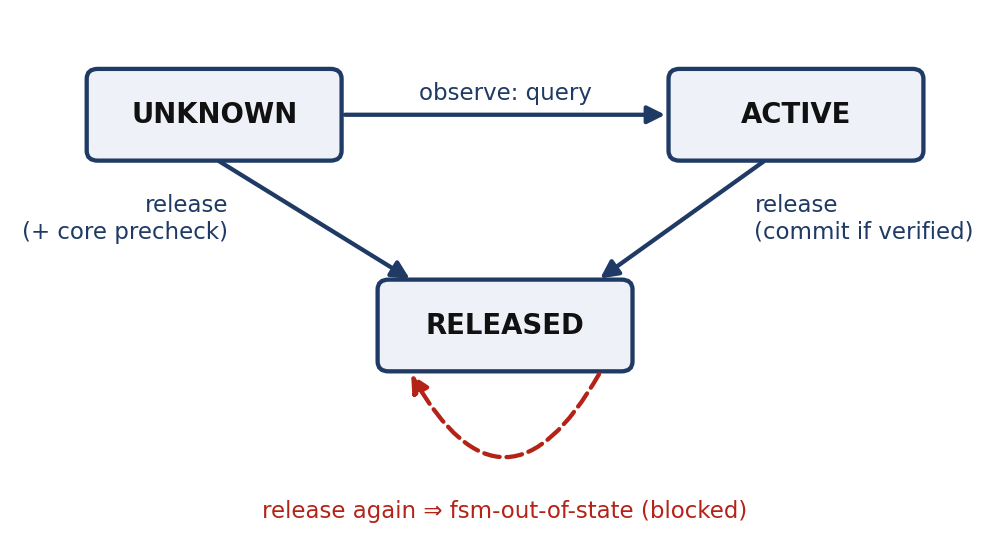 UNKNOWN
observe: query
ACTIVE
release
(+ core precheck)
release
(commit if verified)
RELEASED
release again ⇒ fsm-out-of-state (blocked)